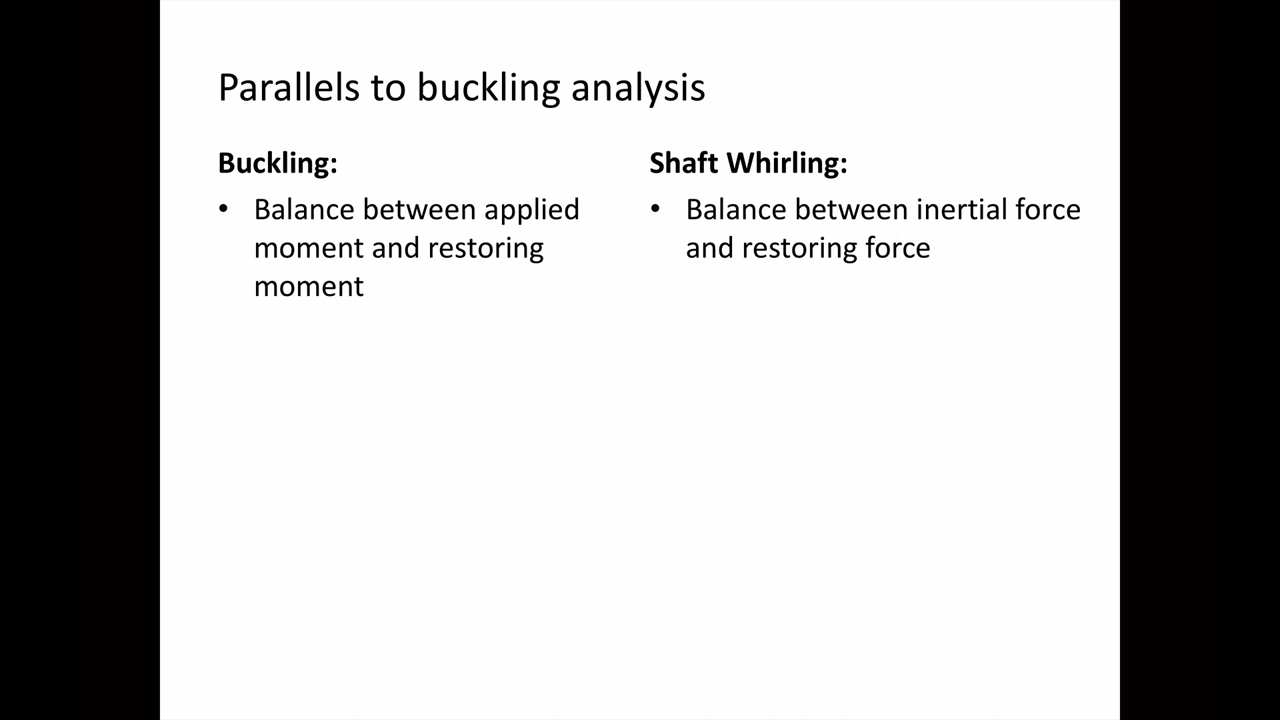 Parallels to buckling analysis
Buckling:
• Balance between applied
moment and restoring
moment
Shaft Whirling:
• Balance between inertial force
and restoring force